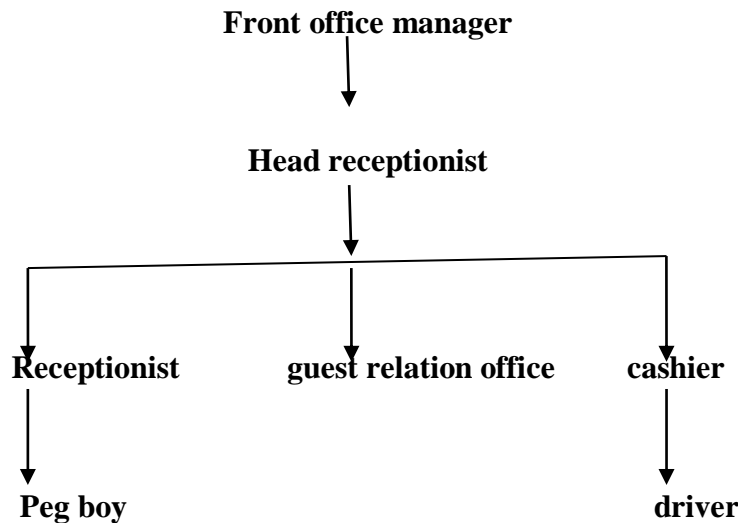 Front office manager
Head receptionist
Receptionist guest relation office cashier
Peg boy driver